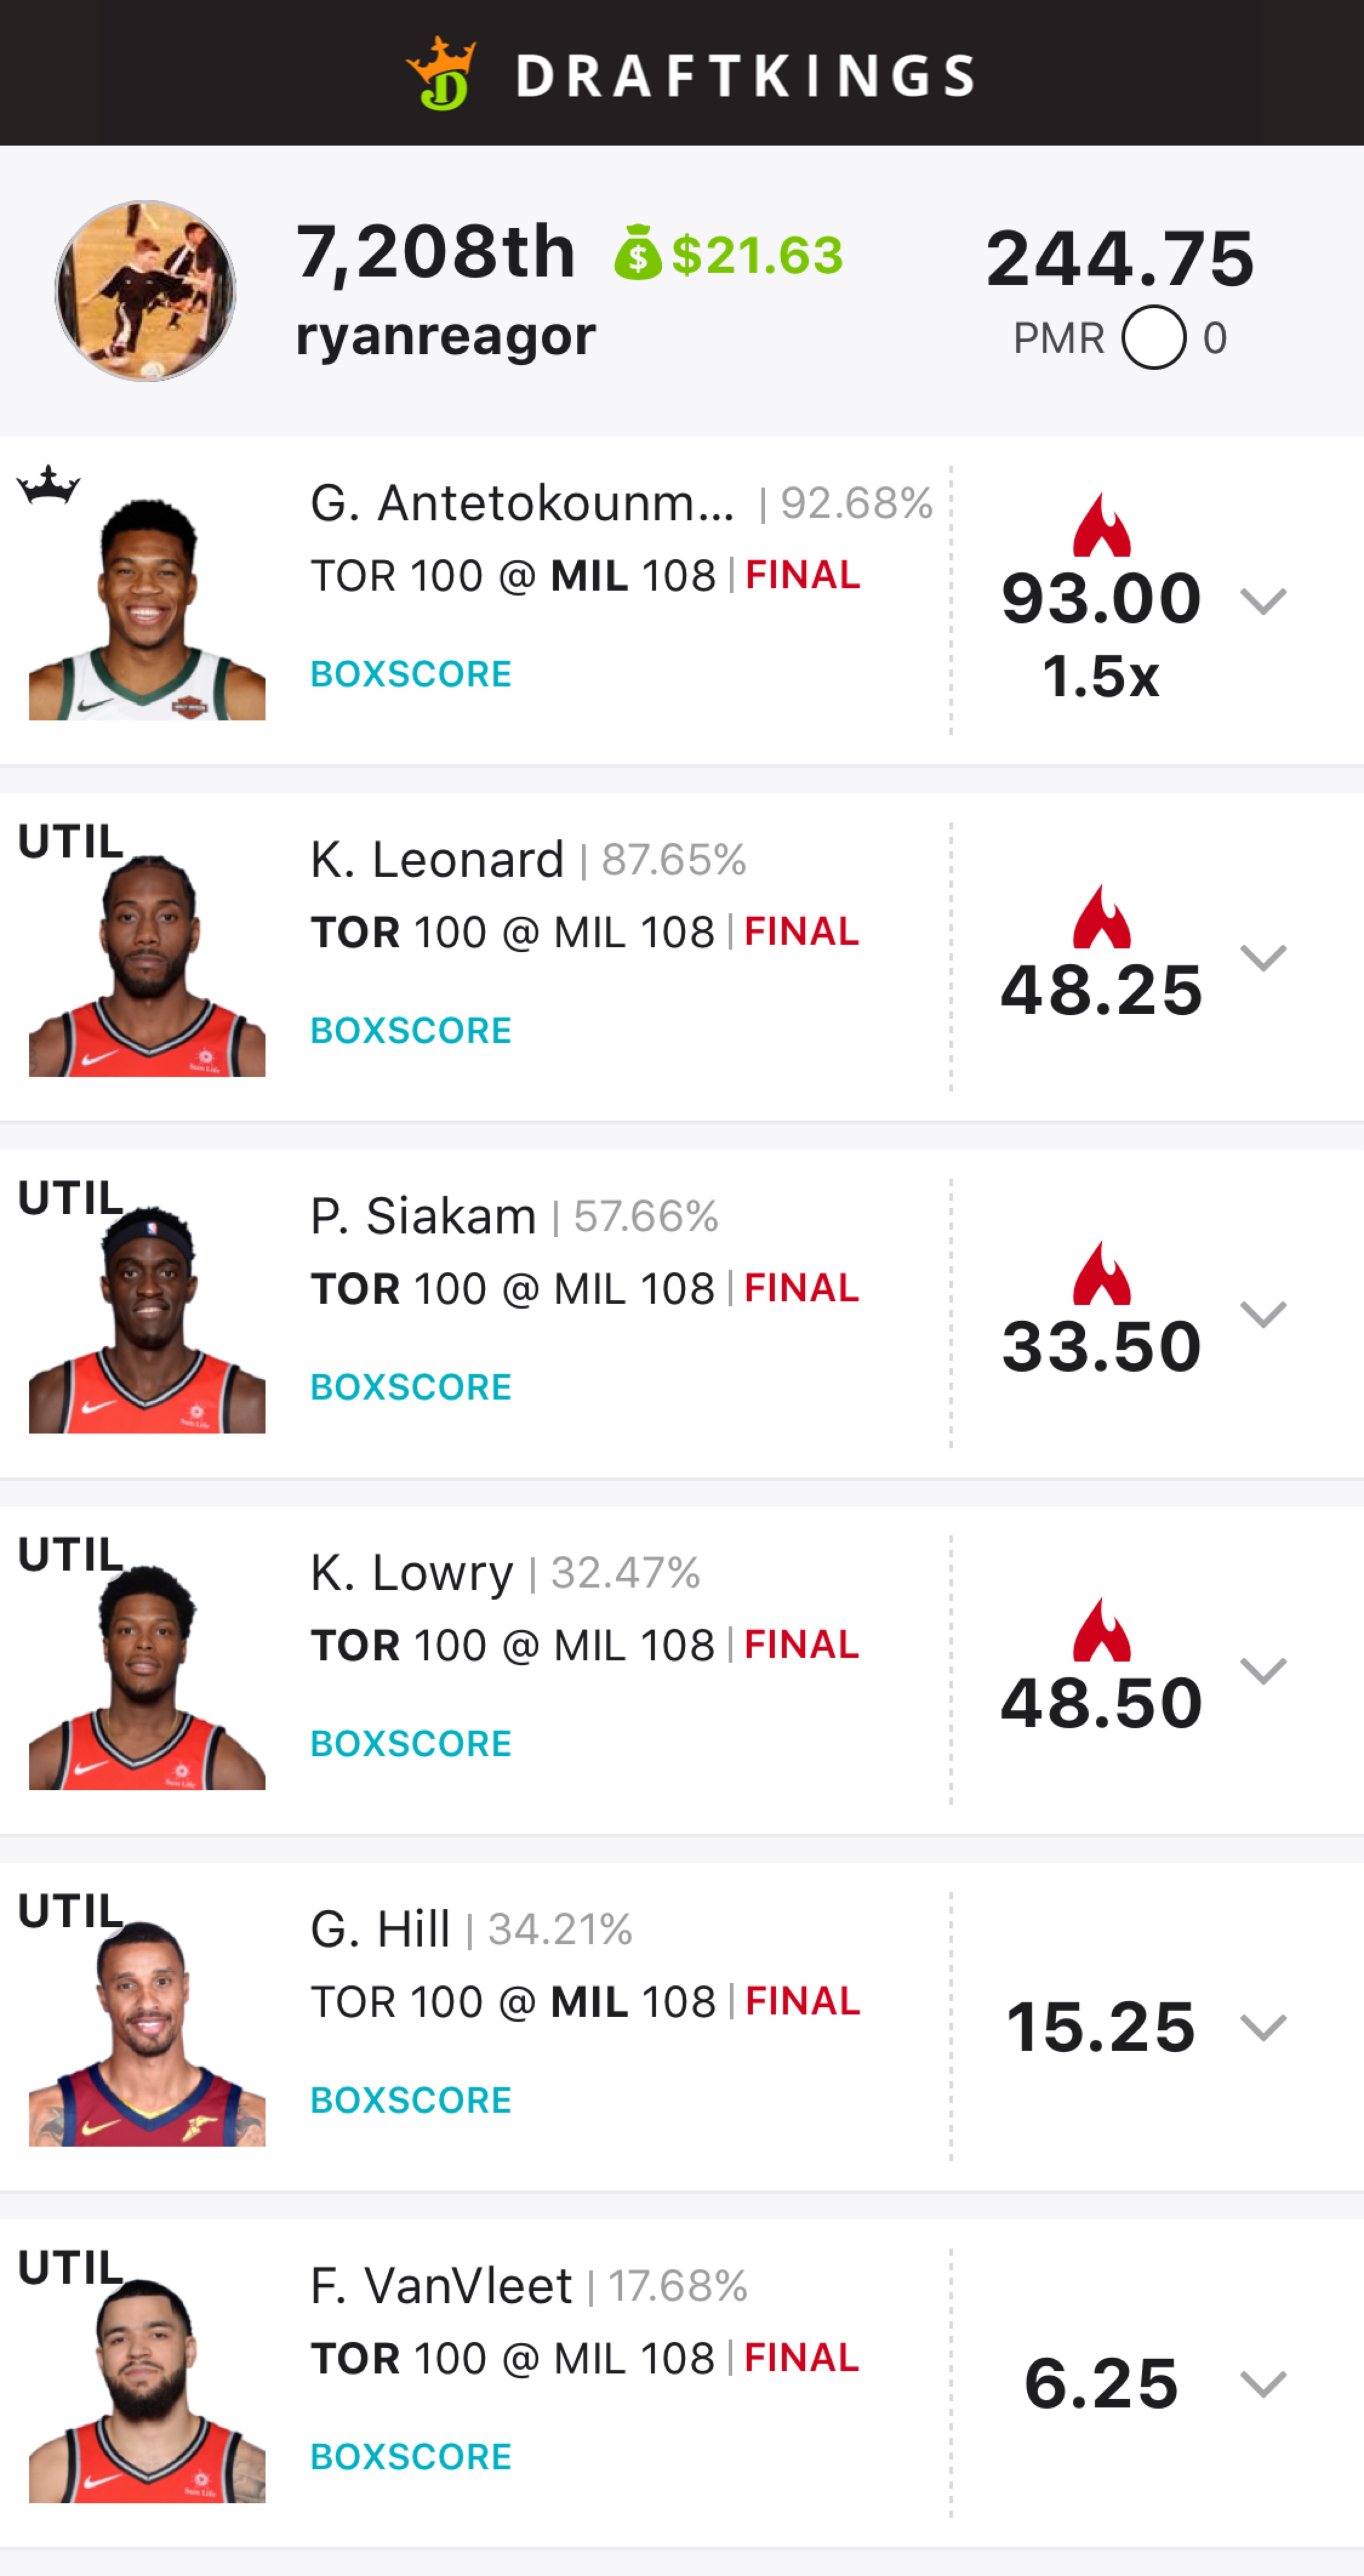 DRAFTKINGS
7,208th $21.63 244.75
ryanreagor PMR 0
G. Antetokounm... | 92.68%
TOR 100 @ MIL 108 | FINAL
93.00
1.5x
BOXSCORE
UTIL
K. Leonard | 87.65%
TOR 100 @ MIL 108 | FINAL
48.25
BOXSCORE
UTIL
P. Siakam | 57.66%
TOR 100 @ MIL 108 | FINAL
33.50
BOXSCORE
UTIL
K. Lowry | 32.47%
TOR 100 @ MIL 108 | FINAL
48.50
BOXSCORE
UTIL
G. Hill | 34.21%
TOR 100 @ MIL 108 | FINAL
15.25
BOXSCORE
UTIL
F. VanVleet | 17.68%
TOR 100 @ MIL 108 | FINAL
6.25
BOXSCORE